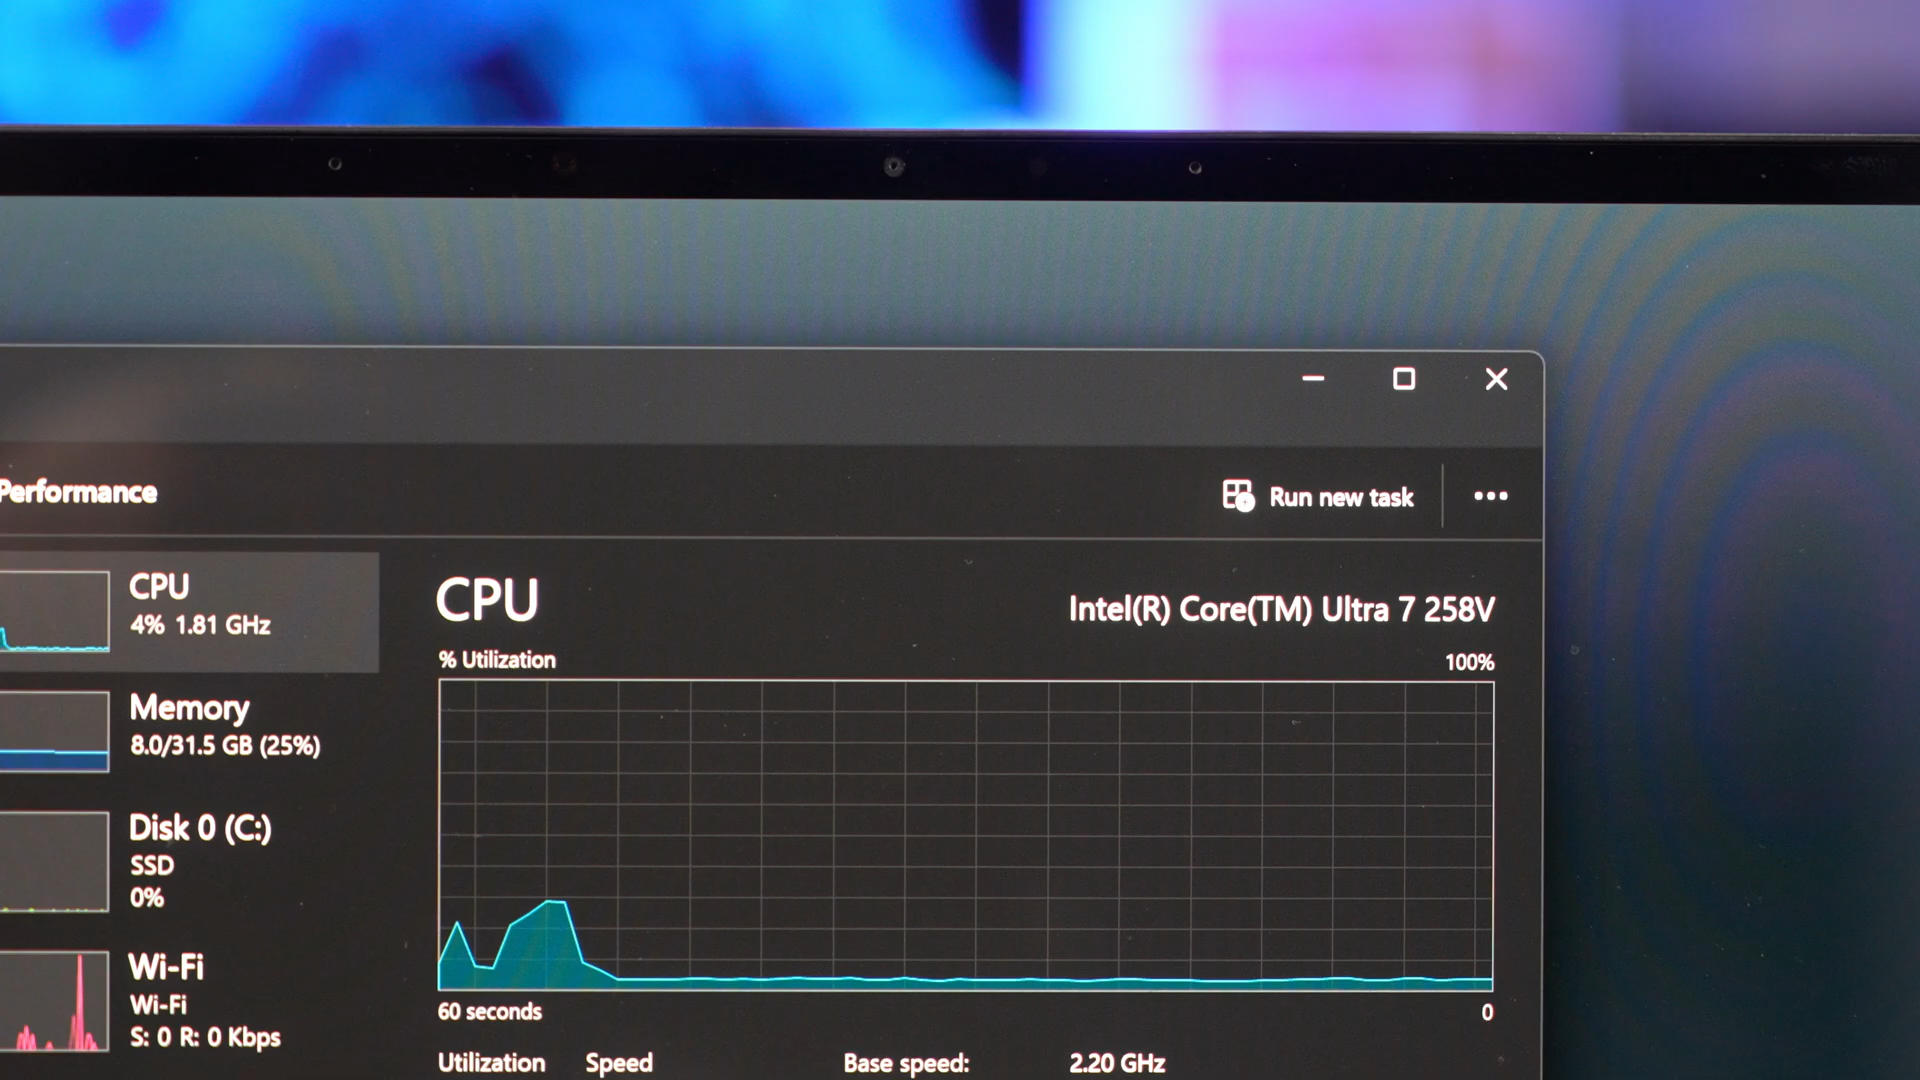 Performance
Run new task
CPU
4% 1.81 GHz
Memory
8.0/31.5 GB (25%)
Disk 0 (C:)
SSD
0%
Wi-Fi
Wi-Fi
S: 0 R: 0 Kbps
CPU
Intel(R) Core(TM) Ultra 7 258V
% Utilization
100%
60 seconds
0
Utilization
Speed
Base speed:
2.20 GHz